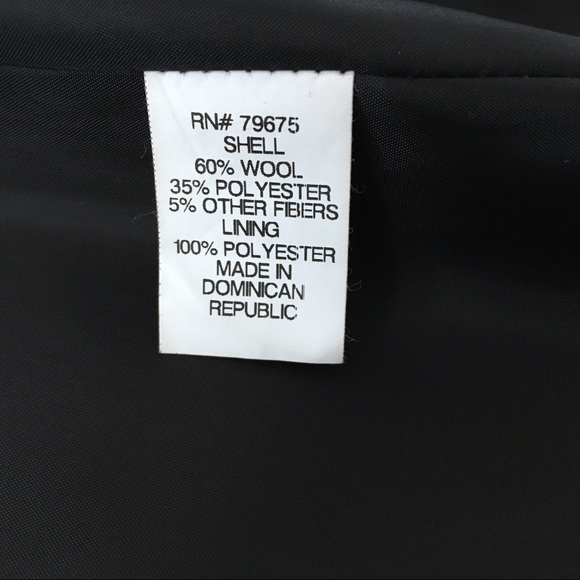 RN# 79675
SHELL
60% WOOL
35% POLYESTER
5% OTHER FIBERS
LINING
100% POLYESTER
MADE IN
DOMINICAN
REPUBLIC